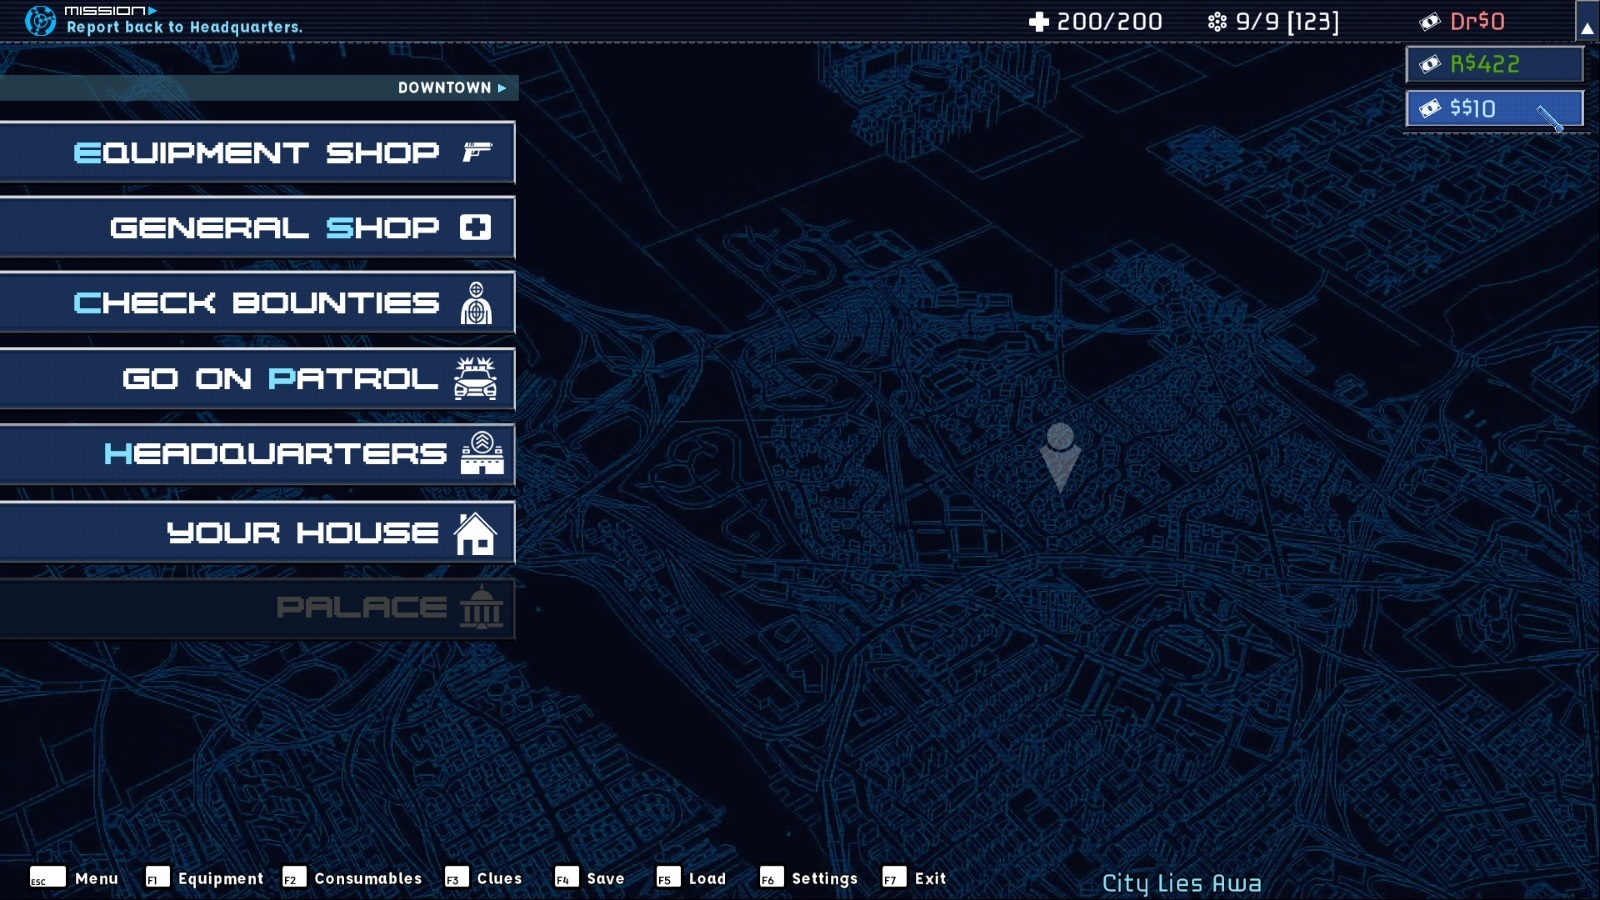 MISSION
Report back to Headquarters.
200/200
9/9 [123]
Dr$0
R$422
$$10
DOWNTOWN
EQUIPMENT SHOP
GENERAL SHOP
CHECK BOUNTIES
GO ON PATROL
HEADQUARTERS
YOUR HOUSE
PALACE
ESC Menu
F1 Equipment
F2 Consumables
F3 Clues
F4 Save
F5 Load
F6 Settings
F7 Exit
City Lies Awa